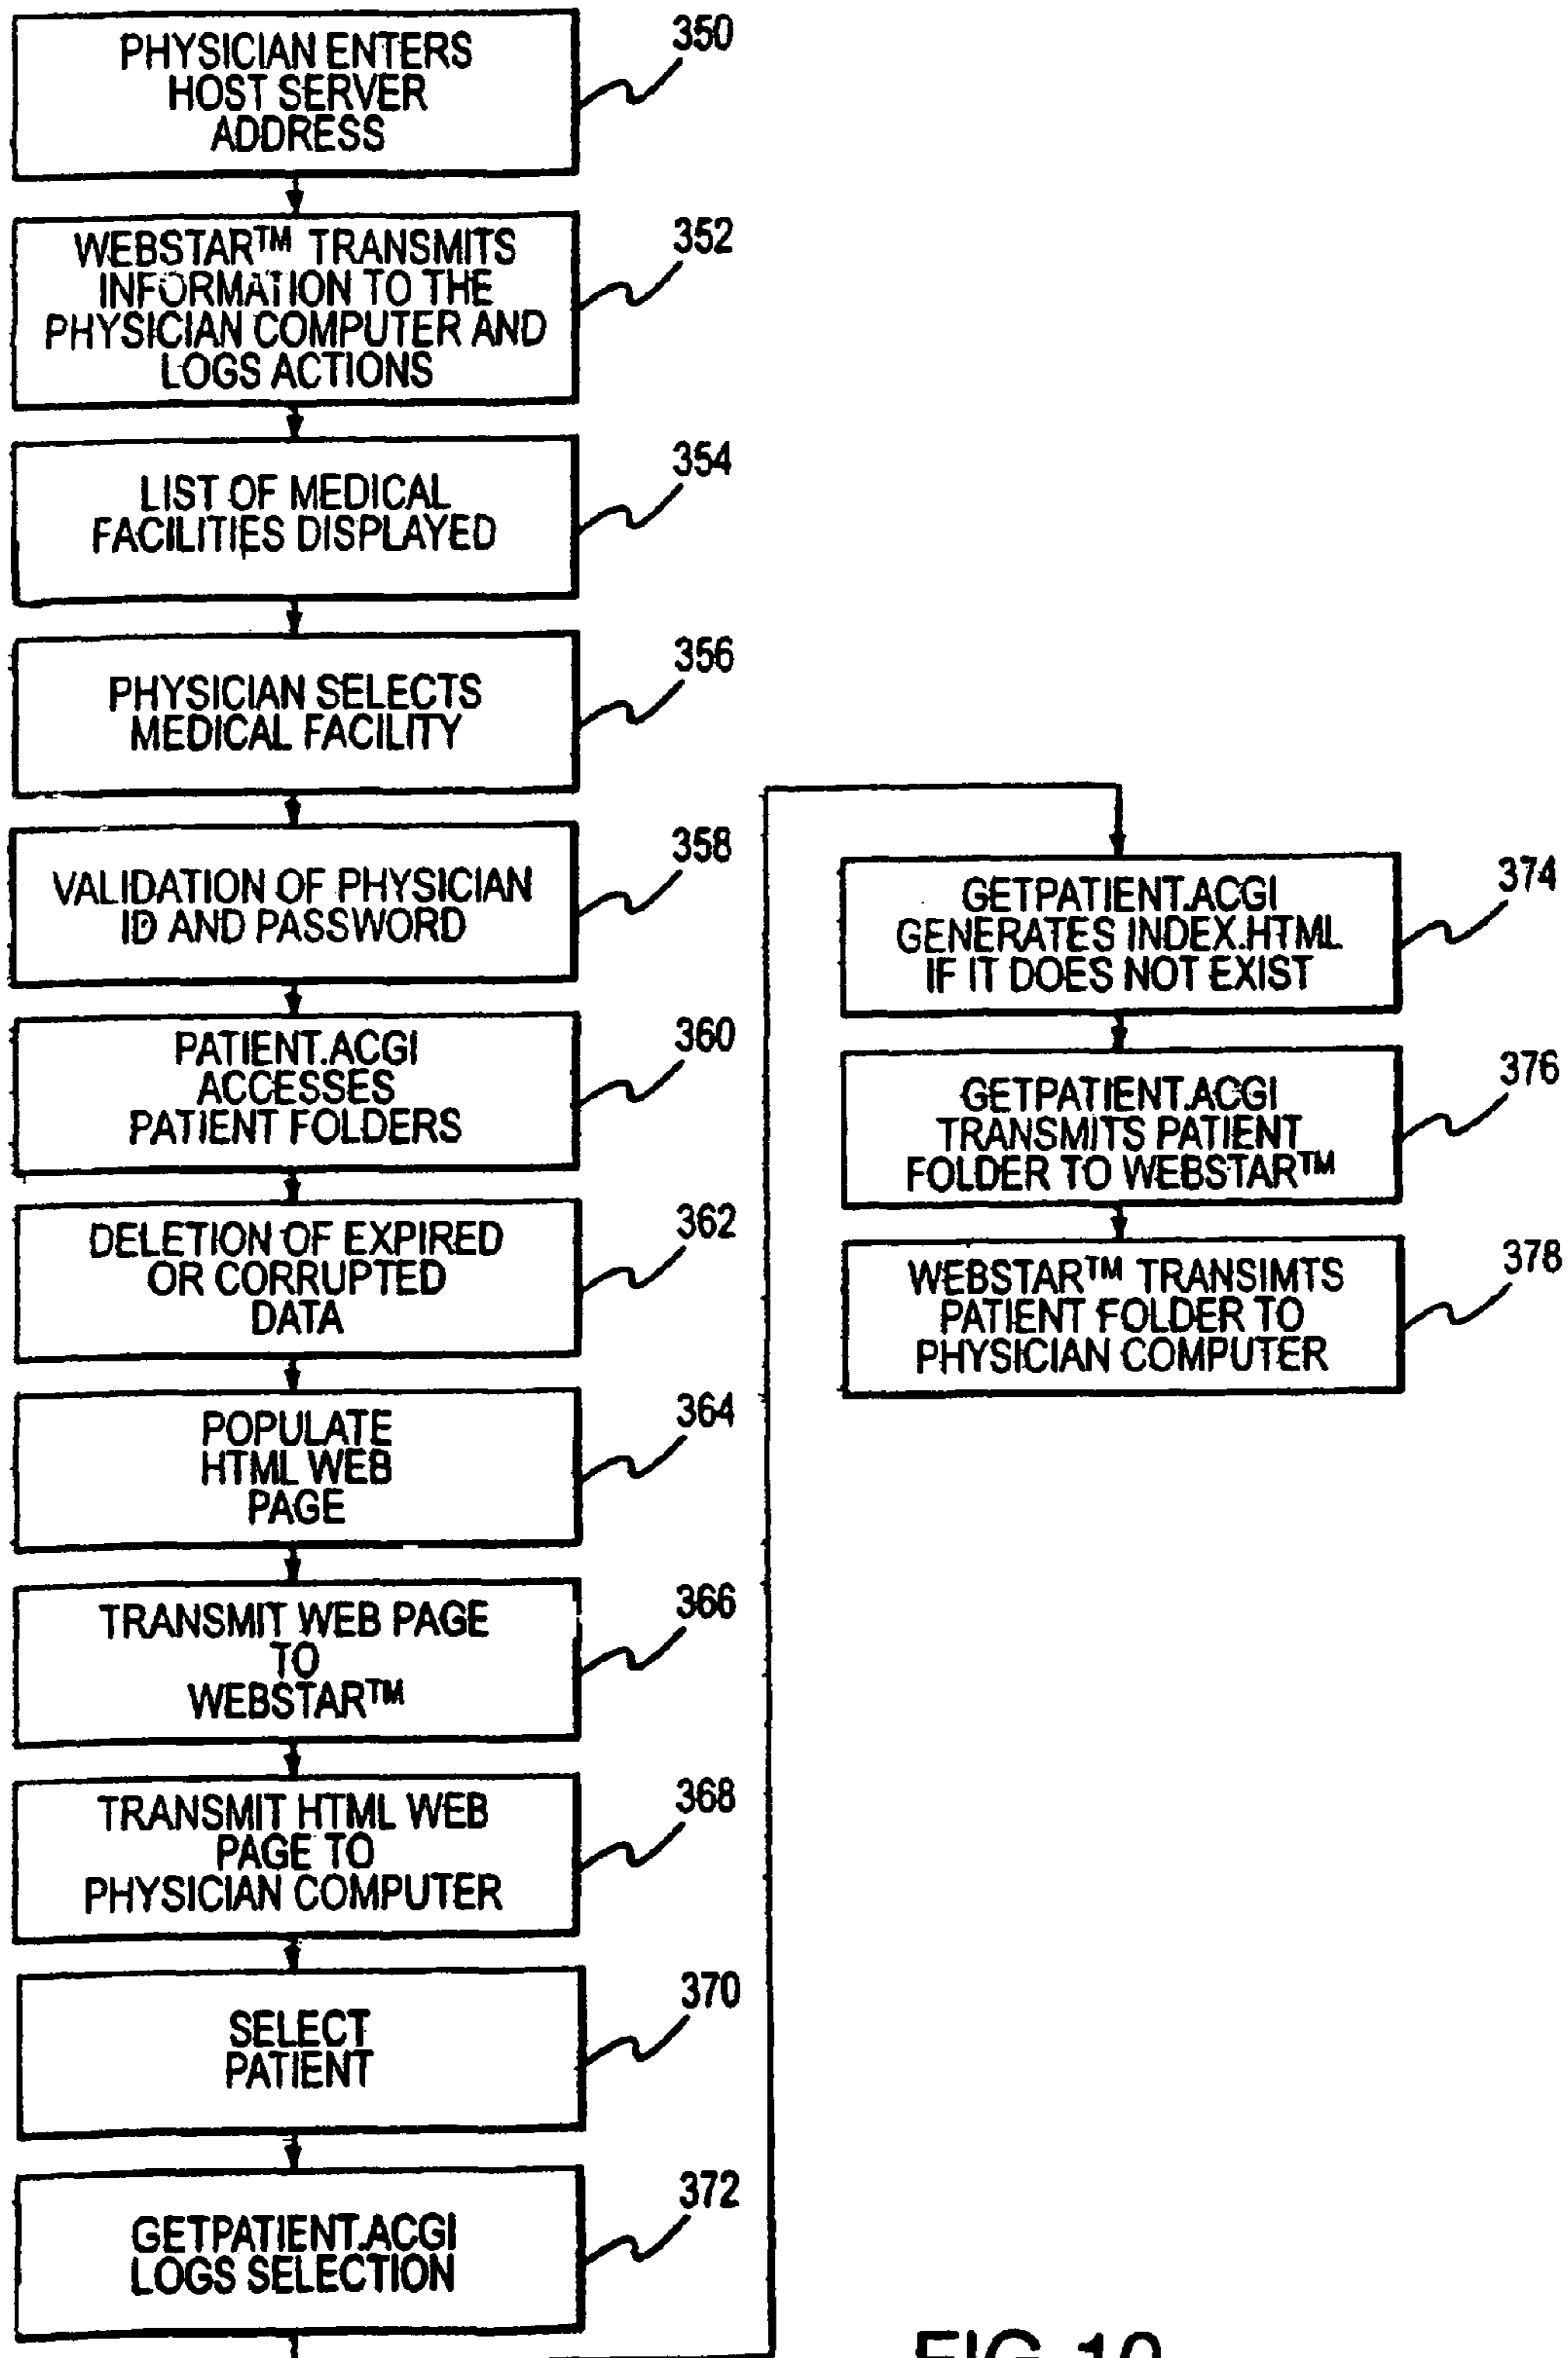 PHYSICIAN ENTERS
HOST SERVER
ADDRESS
350
WEBSTAR™ TRANSMITS
INFORMATION TO THE
PHYSICIAN COMPUTER AND
LOGS ACTIONS
352
LIST OF MEDICAL
FACILITIES DISPLAYED
354
PHYSICIAN SELECTS
MEDICAL FACILITY
356
VALIDATION OF PHYSICIAN
ID AND PASSWORD
358
PATIENT.ACGI
ACCESSES
PATIENT FOLDERS
360
DELETION OF EXPIRED
OR CORRUPTED
DATA
362
POPULATE
HTML WEB
PAGE
364
TRANSMIT WEB PAGE
TO
WEBSTAR™
366
TRANSMIT HTML WEB
PAGE TO
PHYSICIAN COMPUTER
368
SELECT
PATIENT
370
GETPATIENT.ACGI
LOGS SELECTION
372
GETPATIENT.ACGI
GENERATES INDEX.HTML
IF IT DOES NOT EXIST
374
GETPATIENT.ACGI
TRANSMITS PATIENT
FOLDER TO WEBSTAR™
376
WEBSTAR™ TRANSIMTS
PATIENT FOLDER TO
PHYSICIAN COMPUTER
378